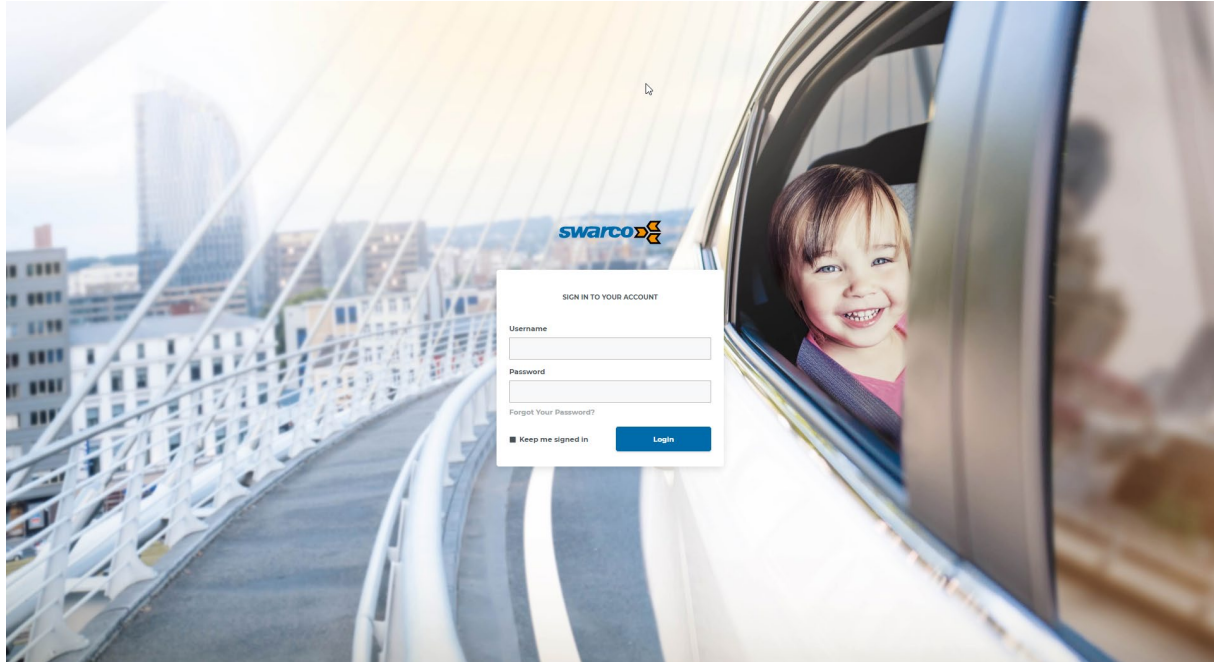 swarco
SIGN IN TO YOUR ACCOUNT
Username
Password
Forgot Your Password?
Keep me signed in
Login